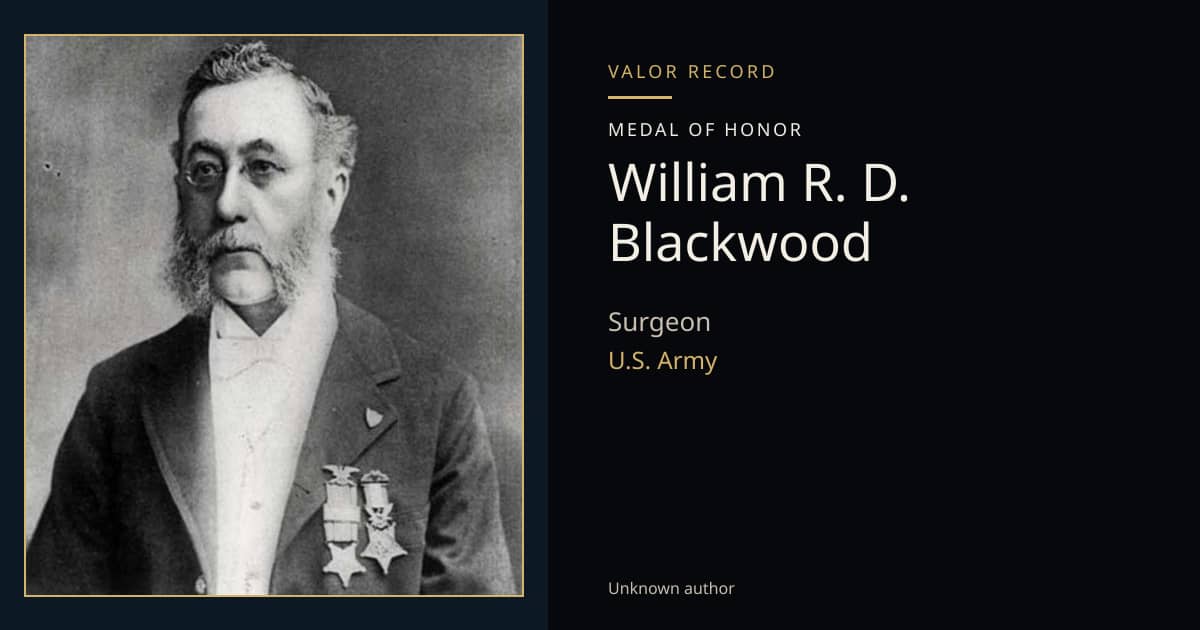 VALOR RECORD
MEDAL OF HONOR
William R. D.
Blackwood
Surgeon
U.S. Army
Unknown author